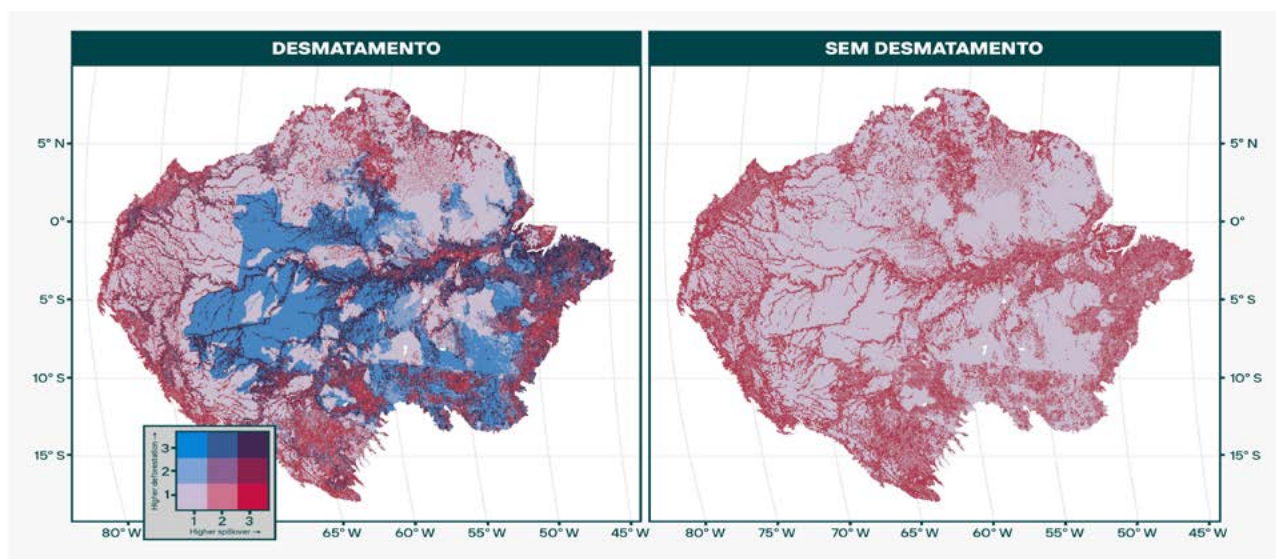 DESMATAMENTO
SEM DESMATAMENTO
5° N
0°
5° S
10° S
15° S
80° W
65° W
60° W
55° W
50° W
45° W
Higher deforestation →
3
2
1
1 2 3
Higher spillover →
5° N
0°
5° S
10° S
15° S
80° W
75° W
70° W
65° W
60° W
55° W
50° W
45° W